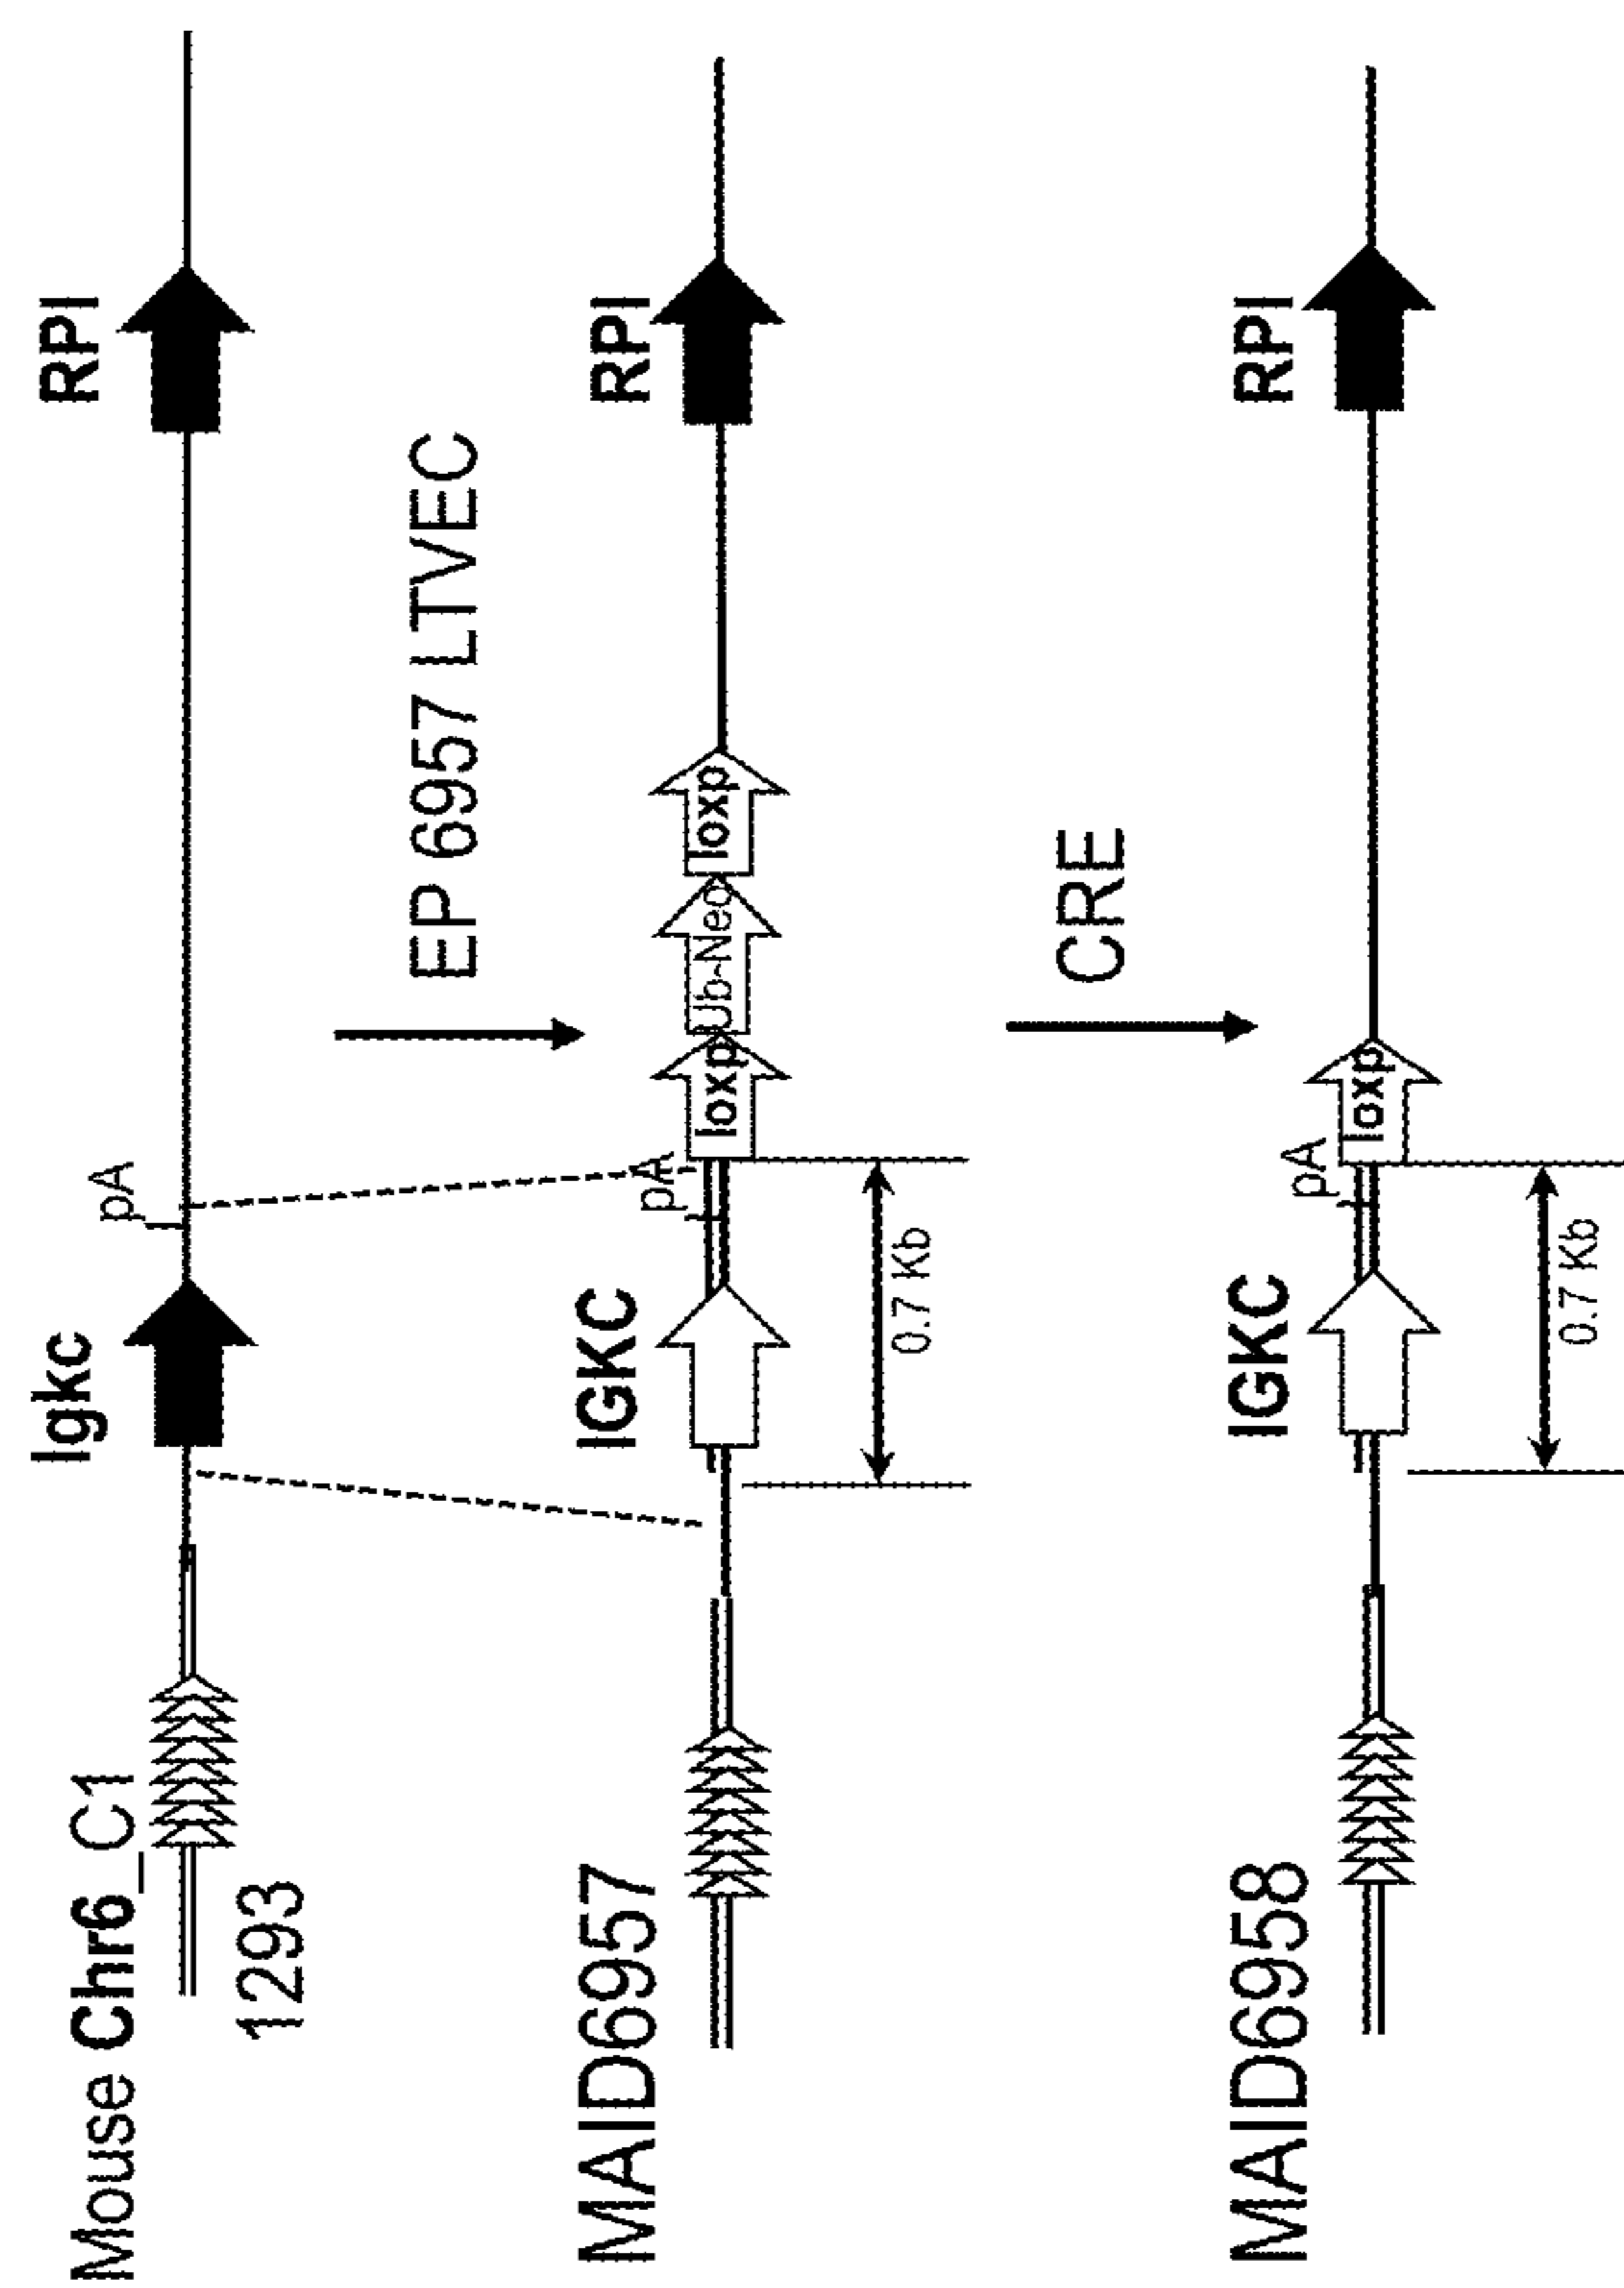 Mouse Chr6_C1
1293
Igkc
pA
RPI
EP 6957 LTVEC
MAID6957
IGKC
pA
loxp
Ub-Neo
loxp
RPI
0.7 Kb
CRE
MAID6958
IGKC
pA
loxp
RPI
0.7 Kb